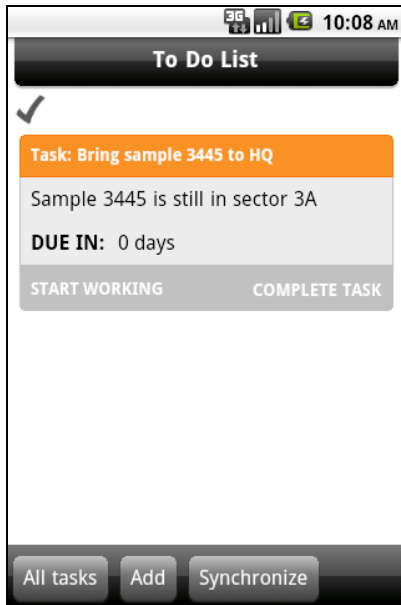 3G 10:08 AM
To Do List
Task: Bring sample 3445 to HQ
Sample 3445 is still in sector 3A
DUE IN: 0 days
START WORKING COMPLETE TASK
All tasks Add Synchronize